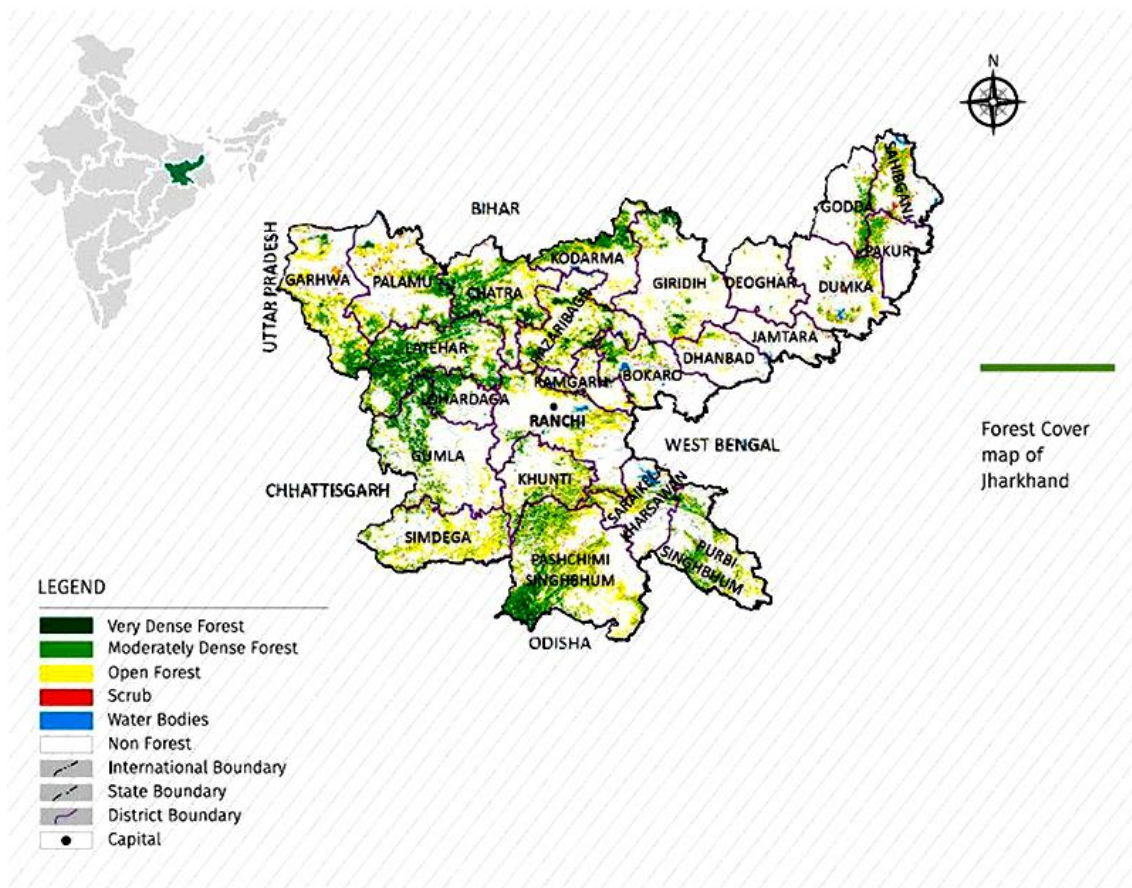 N
BIHAR
UTTAR PRADESH
SAHIBGANJ
GODDA
PAKUR
KODARMA
GARHWA
PALAMU
CHATRA
GIRIDIH
DEOGHAR
DUMKA
HAZARIBAGH
JAMTARA
LATEHAR
DHANBAD
RAMGARH
BOKARO
LOHARDAGA
RANCHI
WEST BENGAL
GUMLA
KHUNTI
CHHATTISGARH
SARAIKELA
KHARSAWAN
SIMDEGA
PASHCHIMI
SINGHBHUM
PURBI
SINGHBHUM
ODISHA
Forest Cover
map of
Jharkhand
LEGEND
Very Dense Forest
Moderately Dense Forest
Open Forest
Scrub
Water Bodies
Non Forest
International Boundary
State Boundary
District Boundary
Capital